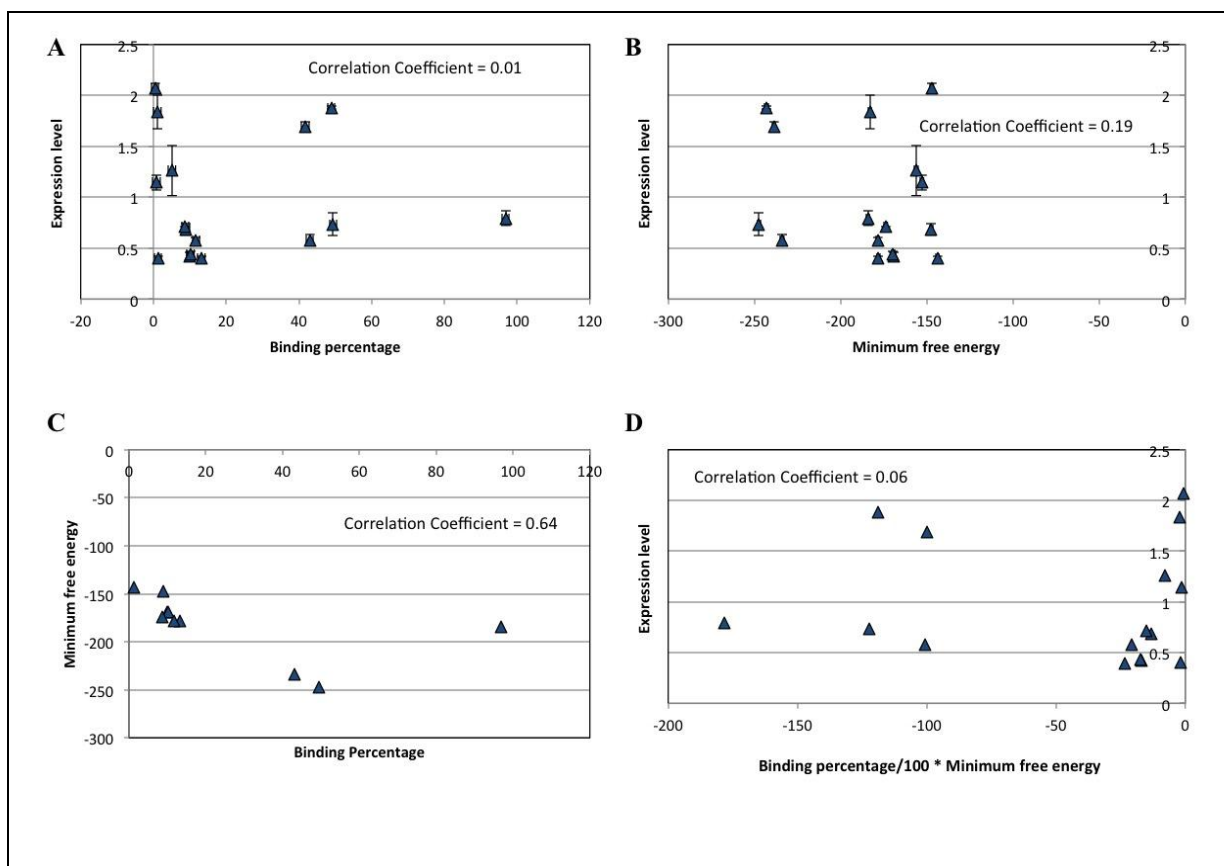 A
Correlation Coefficient = 0.01
Expression level
2.5
2
1.5
1
0.5
0
-20 0 20 40 60 80 100 120
Binding percentage
B
Correlation Coefficient = 0.19
Expression level
2.5
2
1.5
1
0.5
0
-300 -250 -200 -150 -100 -50 0
Minimum free energy
C
0 20 40 60 80 100 120
Correlation Coefficient = 0.64
Minimum free energy
0
-50
-100
-150
-200
-250
-300
Binding Percentage
D
Correlation Coefficient = 0.06
Expression level
2.5
2
1.5
1
0.5
0
-200 -150 -100 -50 0
Binding percentage/100 * Minimum free energy